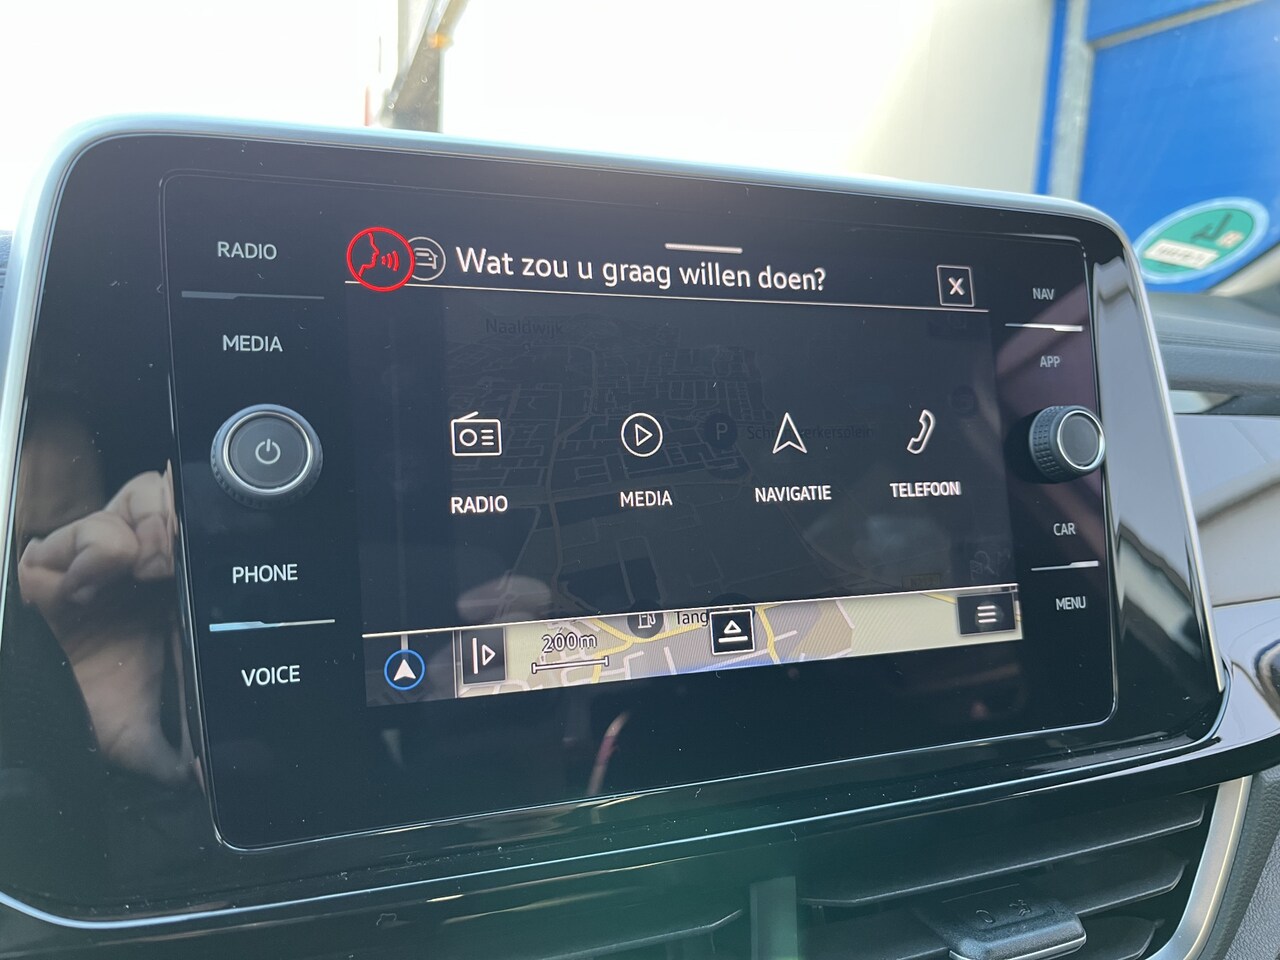 RADIO
MEDIA
PHONE
VOICE
Wat zou u graag willen doen?
X
Naaldwijk
P
RADIO
MEDIA
NAVIGATIE
TELEFOON
Tang
200m
NAV
APP
CAR
MENU